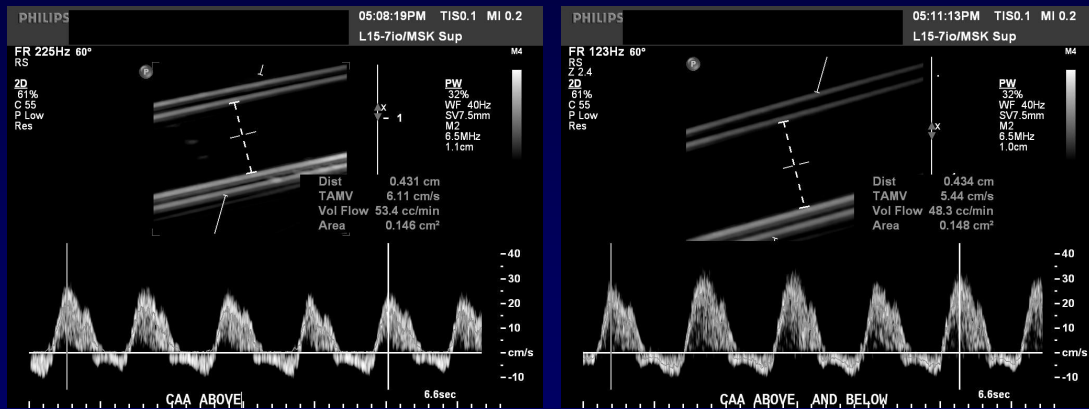 PHILIPS
05:08:19PM TIS0.1 MI 0.2
L15-7io/MSK Sup
FR 225Hz 60°
RS
2D
61%
C 55
P Low
Res
P
M4
PW
32%
WF 40Hz
SV7.5mm
M2
6.5MHz
1.1cm
X
1
Dist 0.431 cm
TAMV 6.11 cm/s
Vol Flow 53.4 cc/min
Area 0.146 cm²
-40
-30
-20
-10
-cm/s
--10
6.6sec
CAA ABOVE
PHILIPS
05:11:13PM TIS0.1 MI 0.2
L15-7io/MSK Sup
FR 123Hz 60°
RS
Z 2.4
2D
61%
C 55
P Low
Res
P
M4
PW
32%
WF 40Hz
SV7.5mm
M2
6.5MHz
1.0cm
X
Dist 0.434 cm
TAMV 5.44 cm/s
Vol Flow 48.3 cc/min
Area 0.148 cm²
-40
-30
-20
-10
-cm/s
--10
6.6sec
CAA ABOVE AND BELOW